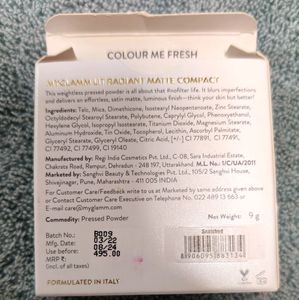 COLOUR ME FRESH
MYGLAMM LIT RADIANT MATTE COMPACT
This weightless pressed powder is all about that #nofilter life. It blurs imperfections
and delivers an effortless, satin matte, luminous finish—think your skin but better!
Ingredients: Talc, Mica, Dimethicone, Isostearyl Neopentanoate, Zinc Stearate,
Octyldodecyl Stearoyl Stearate, Polybutene, Caprylyl Glycol, Phenoxyethanol,
Hexylene Glycol, Isopropyl Isostearate, Titanium Dioxide, Magnesium Stearate,
Aluminum Hydroxide, Tin Oxide, Tocopherol, Lecithin, Ascorbyl Palmitate,
Glyceryl Stearate, Glyceryl Oleate, Citric Acid, [+/-] CI 77891, CI 77491,
CI 77492, CI 77499, CI 19140
Manufactured by: Regi India Cosmetics Pvt. Ltd., C-08, Sara Industrial Estate,
Chakrata Road, Rampur, Dehradun - 248 197, Uttarakhand. M.L. No.: 1/C/UA/2011
Marketed by: Sanghvi Beauty & Technologies Pvt. Ltd., 105/2 Sanghvi House,
Shivajinagar, Pune, Maharashtra - 411 005 INDIA
For Customer Care/Feedback write to us at Marketed by same address given above
or Contact Customer Care Executive on Telephone No. 022 489 13 663 or
E-mail care@myglamm.com
Commodity: Pressed Powder
Net Weight: 9 g
Batch No.: B009
Mfg. Date: 03/22
Exp. Date: 08/24
MRP ₹ 495.00
(incl. of all taxes)
Snatched
8906095883134
FORMULATED IN ITALY